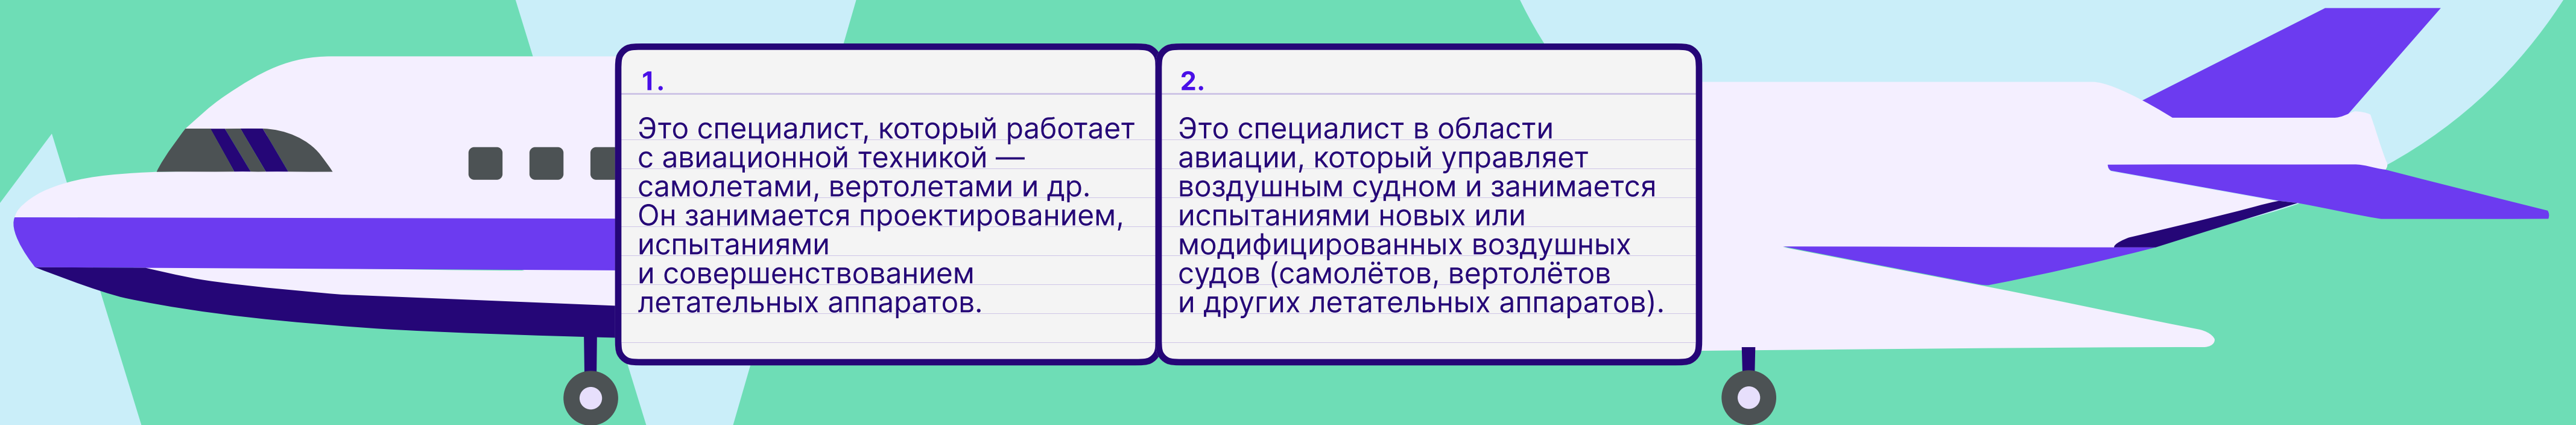 1.
Это специалист, который работает
с авиационной техникой —
самолетами, вертолетами и др.
Он занимается проектированием,
испытаниями
и совершенствованием
летательных аппаратов.
2.
Это специалист в области
авиации, который управляет
воздушным судном и занимается
испытаниями новых или
модифицированных воздушных
судов (самолётов, вертолётов
и других летательных аппаратов).